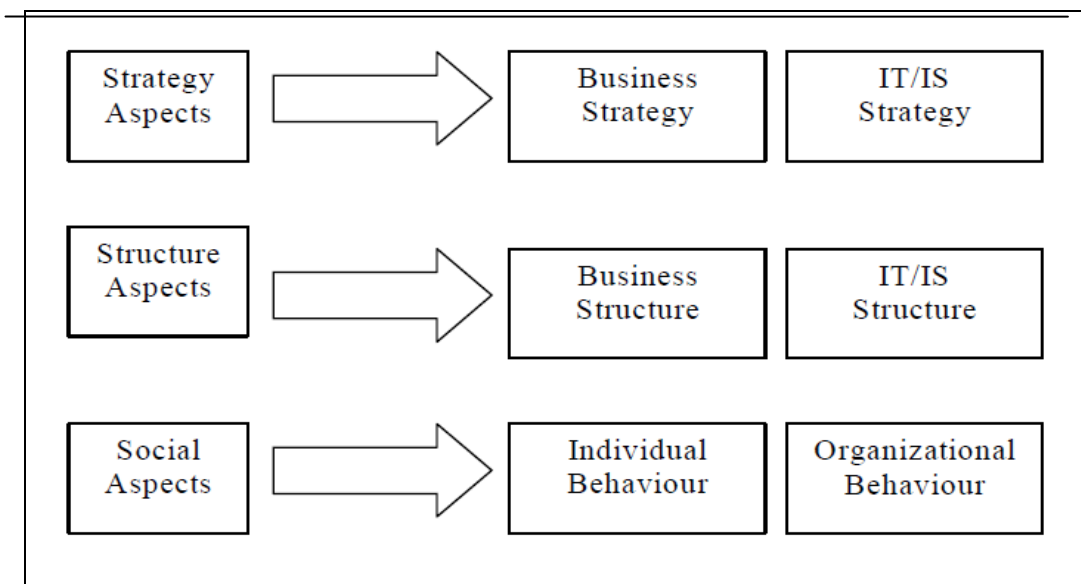 Strategy
Aspects
Business
Strategy
IT/IS
Strategy
Structure
Aspects
Business
Structure
IT/IS
Structure
Social
Aspects
Individual
Behaviour
Organizational
Behaviour